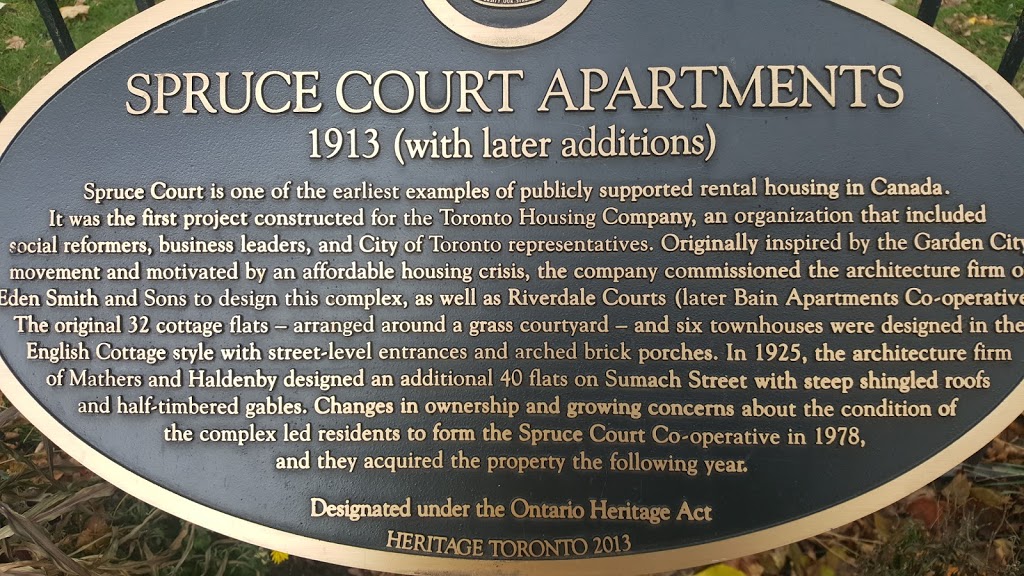 SPRUCE COURT APARTMENTS
1913 (with later additions)
Spruce Court is one of the earliest examples of publicly supported rental housing in Canada.
It was the first project constructed for the Toronto Housing Company, an organization that included
social reformers, business leaders, and City of Toronto representatives. Originally inspired by the Garden City
movement and motivated by an affordable housing crisis, the company commissioned the architecture firm of
Eden Smith and Sons to design this complex, as well as Riverdale Courts (later Bain Apartments Co-operative
The original 32 cottage flats – arranged around a grass courtyard – and six townhouses were designed in the
English Cottage style with street-level entrances and arched brick porches. In 1925, the architecture firm
of Mathers and Haldenby designed an additional 40 flats on Sumach Street with steep shingled roofs
and half-timbered gables. Changes in ownership and growing concerns about the condition of
the complex led residents to form the Spruce Court Co-operative in 1978,
and they acquired the property the following year.
Designated under the Ontario Heritage Act
HERITAGE TORONTO 2013